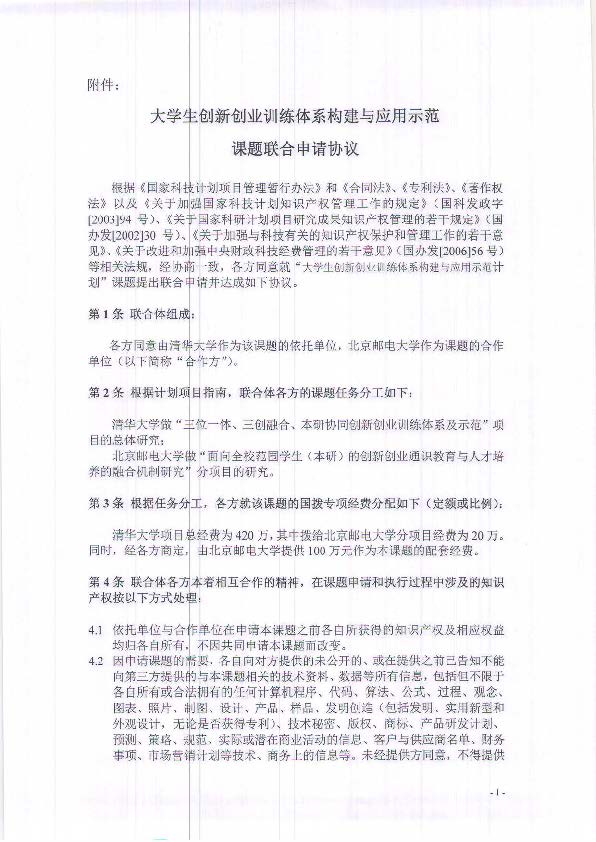 附件：
大学生创新创业训练体系构建与应用示范
课题联合申请协议
根据《国家科技计划项目管理暂行办法》和《合同法》、《专利法》、《著作权
法》以及《关于加强国家科技计划知识产权管理工作的规定》（国科发政字
[2003]94 号）、《关于国家科研计划项目研究成果知识产权管理的若干规定》（国
办发[2002]30 号）、《关于加强与科技有关的知识产权保护和管理工作的若干意
见》、《关于改进和加强中央财政科技经费管理的若干意见》（国办发[2006]56 号）
等相关法规，经协商一致，各方同意就“大学生创新创业训练体系构建与应用示范计
划”课题提出联合申请并达成如下协议。
第 1 条 联合体组成：
各方同意由清华大学作为该课题的依托单位，北京邮电大学作为课题的合作
单位（以下简称“合作方”）。
第 2 条 根据计划项目指南，联合体各方的课题任务分工如下：
清华大学做“三位一体、三创融合、本研协同创新创业训练体系及示范”项
目的总体研究；
北京邮电大学做“面向全校范围学生（本研）的创新创业通识教育与人才培
养的融合机制研究”分项目的研究。
第 3 条 根据任务分工，各方就该课题的国拨专项经费分配如下（定额或比例）：
清华大学项目总经费为 420 万，其中拨给北京邮电大学分项目经费为 20 万。
同时，经各方商定，由北京邮电大学提供 100 万元作为本课题的配套经费。
第 4 条 联合体各方本着相互合作的精神，在课题申请和执行过程中涉及的知识
产权按以下方式处理：
4.1 依托单位与合作单位在申请本课题之前各自所获得的知识产权及相应权益
均归各自所有，不因共同申请本课题而改变。
4.2 因申请课题的需要，各自向对方提供的未公开的、或在提供之前已告知不能
向第三方提供的与本课题相关的技术资料、数据等所有信息，包括但不限于
各自所有或合法拥有的任何计算机程序、代码、算法、公式、过程、观念、
图表、照片、制图、设计、产品、样品、发明创造（包括发明、实用新型和
外观设计，无论是否获得专利）、技术秘密、版权、商标、产品研发计划、
预测、策略、规范、实际或潜在商业活动的信息、客户与供应商名单、财务
事项、市场营销计划等技术、商务上的信息等。未经提供方同意，不得提供
- 1 -